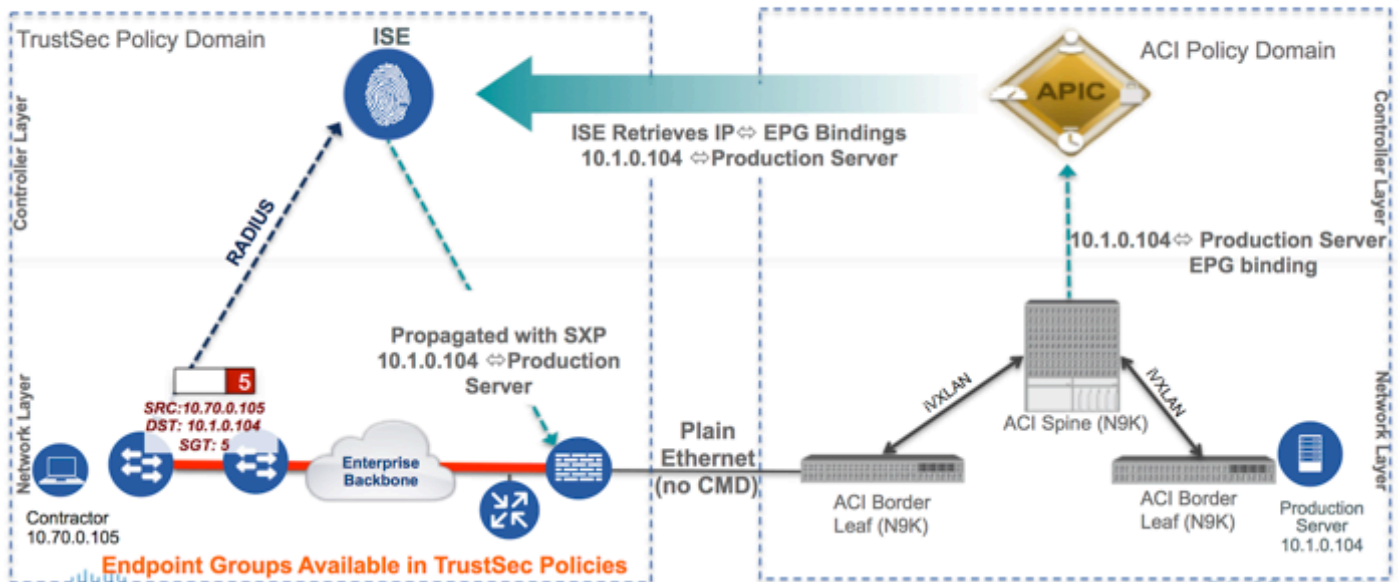 TrustSec Policy Domain
ISE
ACI Policy Domain
APIC
Controller Layer
Controller Layer
ISE Retrieves IP⇔ EPG Bindings
10.1.0.104 ⇔Production Server
RADIUS
10.1.0.104⇔ Production Server
EPG binding
Propagated with SXP
10.1.0.104 ⇔Production
Server
5
SRC:10.70.0.105
DST: 10.1.0.104
SGT: 5
Network Layer
Network Layer
Enterprise
Backbone
Plain
Ethernet
(no CMD)
iVXLAN
iVXLAN
ACI Spine (N9K)
ACI Border
Leaf (N9K)
ACI Border
Leaf (N9K)
Production
Server
10.1.0.104
Contractor
10.70.0.105
Endpoint Groups Available in TrustSec Policies